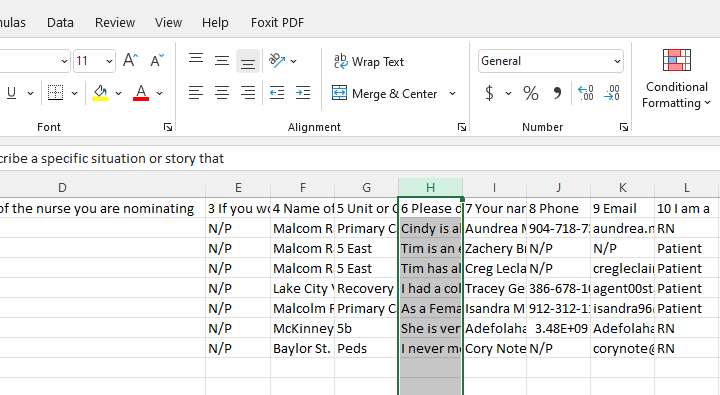 nulas Data Review View Help Foxit PDF
11 A A ab Wrap Text General
U A Merge & Center $ % 9 .00 .00 Conditional Formatting
Font Alignment Number
cribe a specific situation or story that
D E F G H I J K L
of the nurse you are nominating 3 If you wo 4 Name of 5 Unit or C 6 Please d 7 Your nar 8 Phone 9 Email 10 I am a
N/P Malcom R Primary C Cindy is al Aundrea M 904-718-7 aundrea.n RN
N/P Malcom R 5 East Tim is an e Zachery Br N/P N/P Patient
N/P Malcom R 5 East Tim has al Creg Lecla N/P cregleclair Patient
N/P Lake City V Recovery I had a col Tracey Ge 386-678-10 agent00st Patient
N/P Malcolm F Primary C As a Fema Isandra M 912-312-1 isandra96 Patient
N/P McKinney 5b She is ver Adefolaha 3.48E+09 Adefolaha RN
N/P Baylor St. Peds I never me Cory Note N/P corynote@ RN